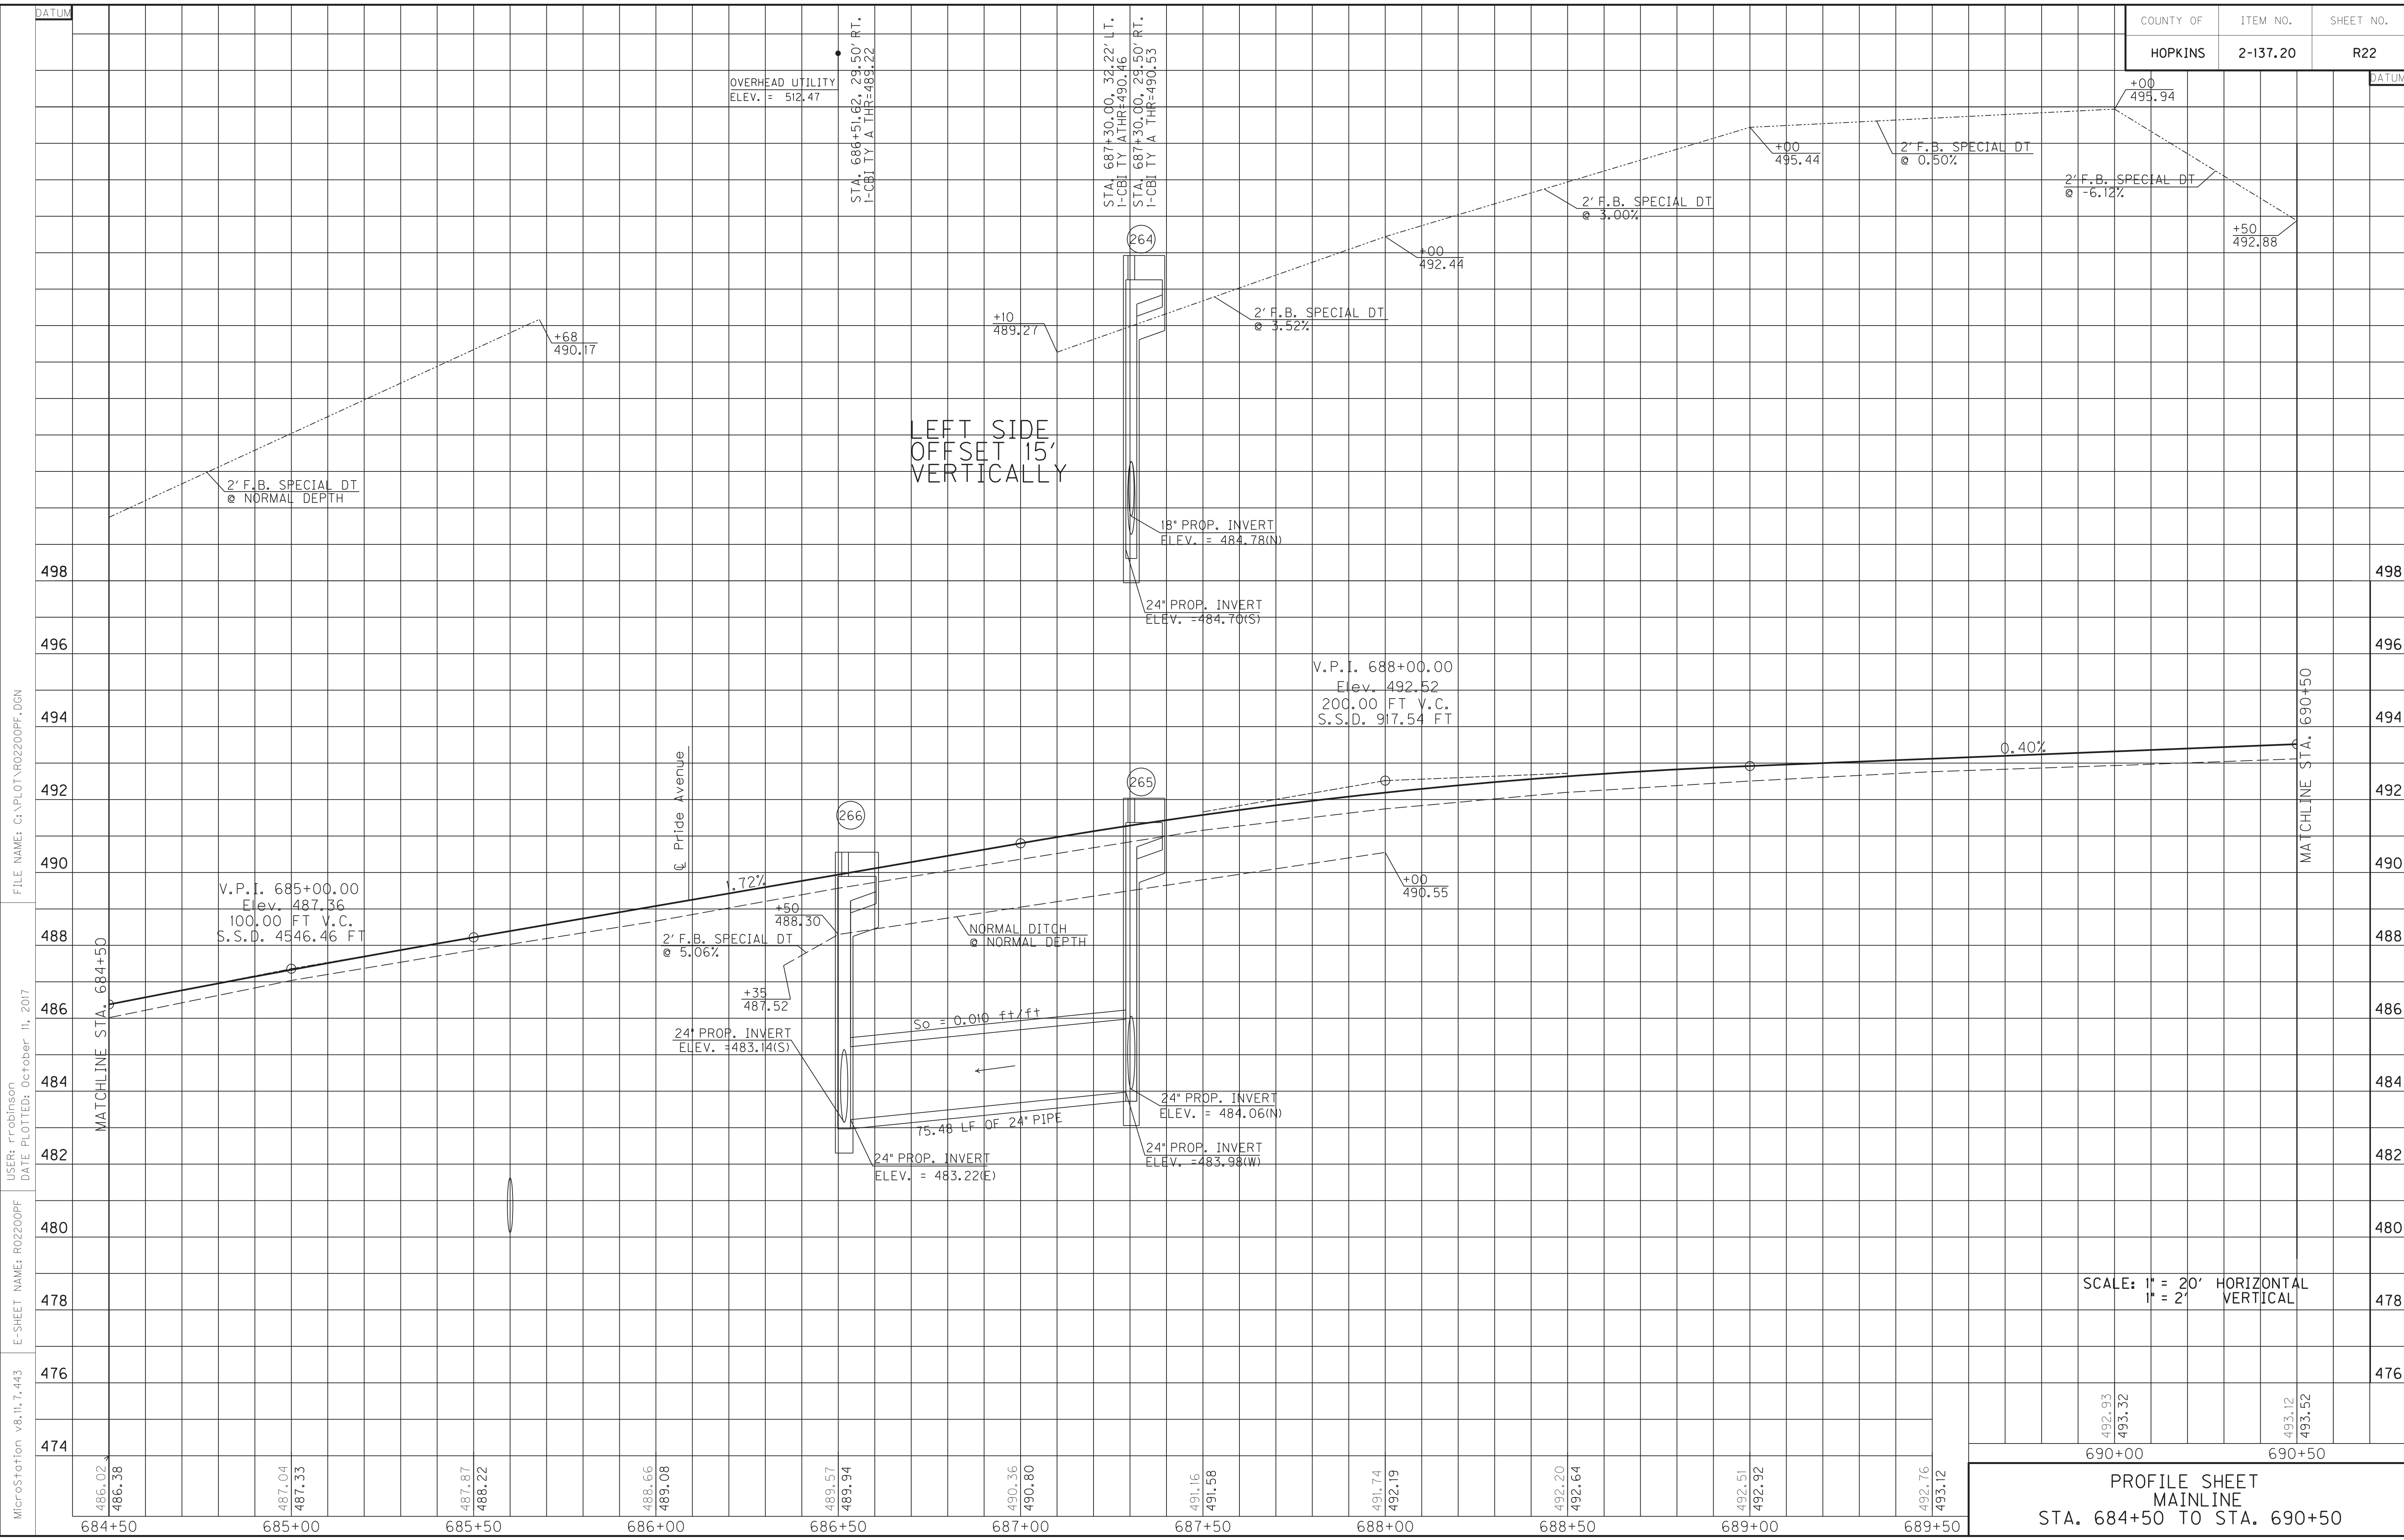 DATUM
COUNTY OF
ITEM NO.
SHEET NO.
HOPKINS
2-137.20
R22
DATUM
OVERHEAD UTILITY
ELEV. = 512.47
STA. 686+51.62, 29.50' RT.
1-CBI TY A THR=489.22
STA. 687+30.00, 32.22' LT.
1-CBI TY ATHR=490.46
STA. 687+30.00, 29.50' RT.
1-CBI TY A THR=490.53
+00
495.94
+00
495.44
2' F.B. SPECIAL DT
@ 0.50%
2' F.B. SPECIAL DT
@ -6.12%
2' F.B. SPECIAL DT
@ 3.00%
+50
492.88
264
+00
492.44
+10
489.27
2' F.B. SPECIAL DT
@ 3.52%
+68
490.17
LEFT SIDE
OFFSET 15'
VERTICALLY
2' F.B. SPECIAL DT
@ NORMAL DEPTH
18" PROP. INVERT
ELEV. = 484.78(N)
24" PROP. INVERT
ELEV. =484.70(S)
498
498
496
496
494
494
492
492
490
490
488
488
486
486
484
484
482
482
480
480
478
478
476
476
474
V.P.I. 688+00.00
Elev. 492.52
200.00 FT V.C.
S.S.D. 917.54 FT
MATCHLINE STA. 690+50
0.40%
265
266
℄ Pride Avenue
1.72%
V.P.I. 685+00.00
Elev. 487.36
100.00 FT V.C.
S.S.D. 4546.46 FT
+00
490.55
+50
488.30
NORMAL DITCH
@ NORMAL DEPTH
2' F.B. SPECIAL DT
@ 5.06%
+35
487.52
MATCHLINE STA. 684+50
So = 0.010 ft/ft
24" PROP. INVERT
ELEV. =483.14(S)
24" PROP. INVERT
ELEV. = 484.06(N)
75.48 LF OF 24" PIPE
24" PROP. INVERT
ELEV. =483.98(W)
24" PROP. INVERT
ELEV. = 483.22(E)
SCALE: 1" = 20' HORIZONTAL
1" = 2' VERTICAL
486.02
486.38
487.04
487.33
487.87
488.22
488.66
489.08
489.57
489.94
490.36
490.80
491.16
491.58
491.74
492.19
492.20
492.64
492.51
492.92
492.76
493.12
492.93
493.32
493.12
493.52
684+50
685+00
685+50
686+00
686+50
687+00
687+50
688+00
688+50
689+00
689+50
690+00
690+50
PROFILE SHEET
MAINLINE
STA. 684+50 TO STA. 690+50
FILE NAME: C:\PLOT\R02200PF.DGN
USER: rrobinson
DATE PLOTTED: October 11, 2017
E-SHEET NAME: R02200PF
MicroStation v8.11.7.443